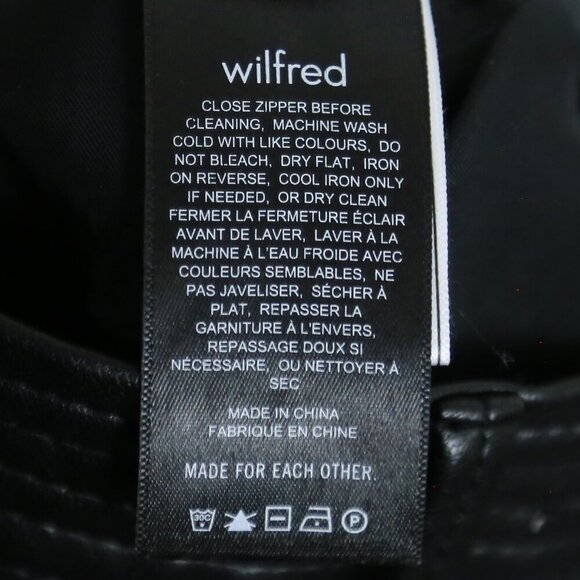 wilfred
CLOSE ZIPPER BEFORE
CLEANING, MACHINE WASH
COLD WITH LIKE COLOURS, DO
NOT BLEACH, DRY FLAT, IRON
ON REVERSE, COOL IRON ONLY
IF NEEDED, OR DRY CLEAN
FERMER LA FERMETURE ÉCLAIR
AVANT DE LAVER, LAVER À LA
MACHINE À L'EAU FROIDE AVEC
COULEURS SEMBLABLES, NE
PAS JAVELISER, SÉCHER À
PLAT, REPASSER LA
GARNITURE À L'ENVERS,
REPASSAGE DOUX SI
NÉCESSAIRE, OU NETTOYER À
SEC
MADE IN CHINA
FABRIQUÉ EN CHINE
MADE FOR EACH OTHER.
30C P